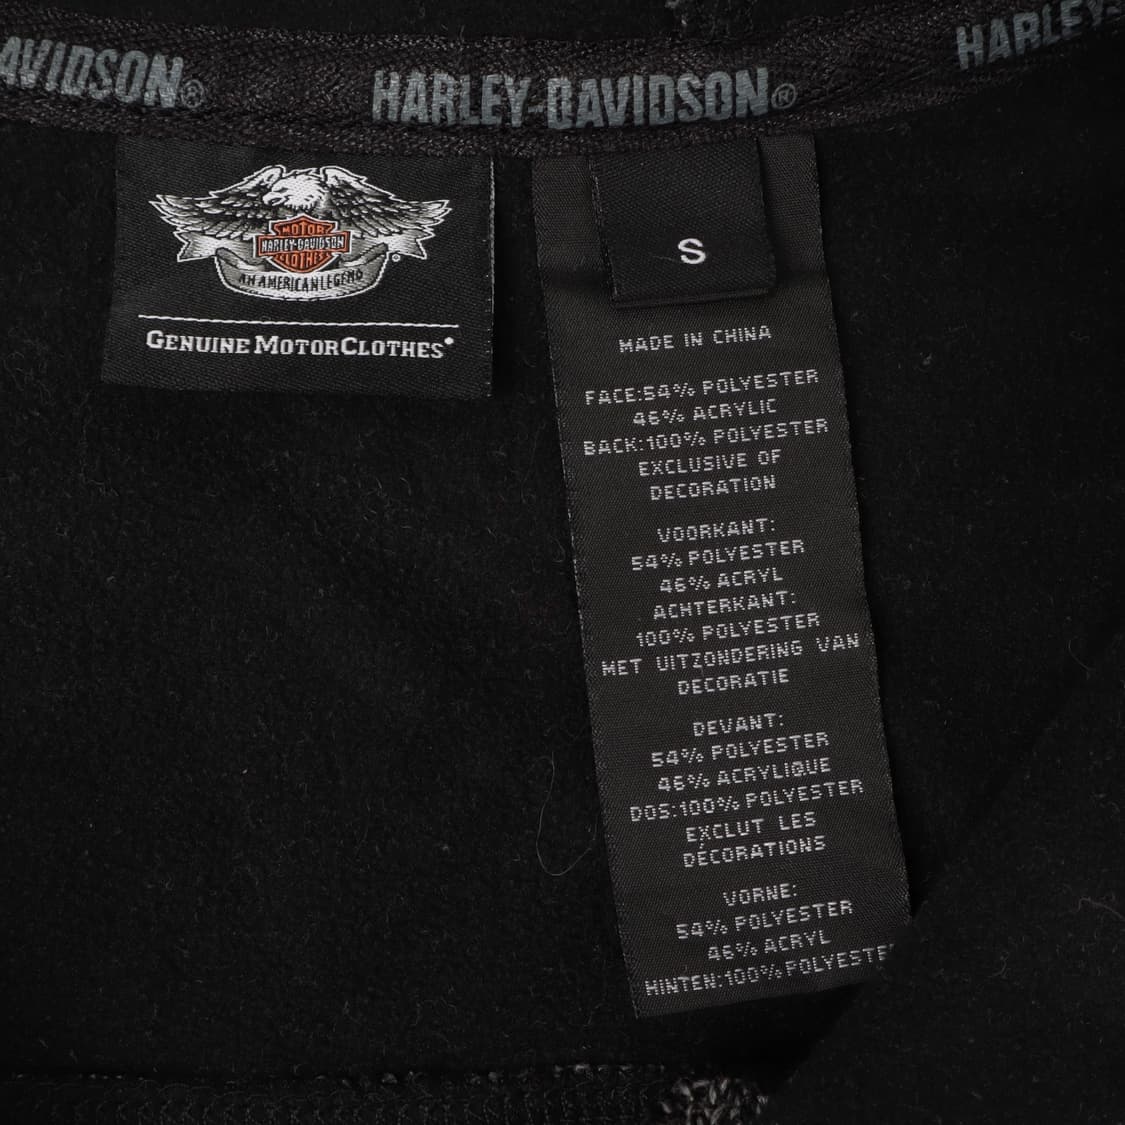 AVIDSON®
HARLEY-DAVIDSON®
HARLEY-
MOTOR
HARLEY-DAVIDSON
CLOTHES
AN AMERICAN LEGEND
GENUINE MOTORCLOTHES®
S
MADE IN CHINA
FACE:54% POLYESTER
46% ACRYLIC
BACK:100% POLYESTER
EXCLUSIVE OF
DECORATION
VOORKANT:
54% POLYESTER
46% ACRYL
ACHTERKANT:
100% POLYESTER
MET UITZONDERING VAN
DECORATIE
DEVANT:
54% POLYESTER
46% ACRYLIQUE
DOS:100% POLYESTER
EXCLUT LES
DÉCORATIONS
VORNE:
54% POLYESTER
46% ACRYL
HINTEN:100% POLYESTER